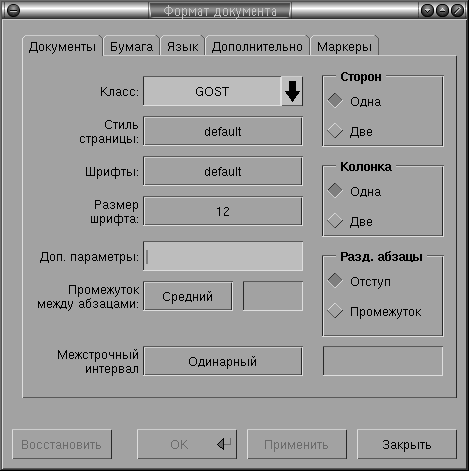 Формат документа
Документы Бумага Язык Дополнительно Маркеры
Класс: GOST
Стиль
страницы: default
Шрифты: default
Размер
шрифта: 12
Доп. параметры:
Промежуток
между абзацами: Средний
Межстрочный
интервал Одинарный
Сторон
Одна
Две
Колонка
Одна
Две
Разд. абзацы
Отступ
Промежуток
Восстановить OK Применить Закрыть